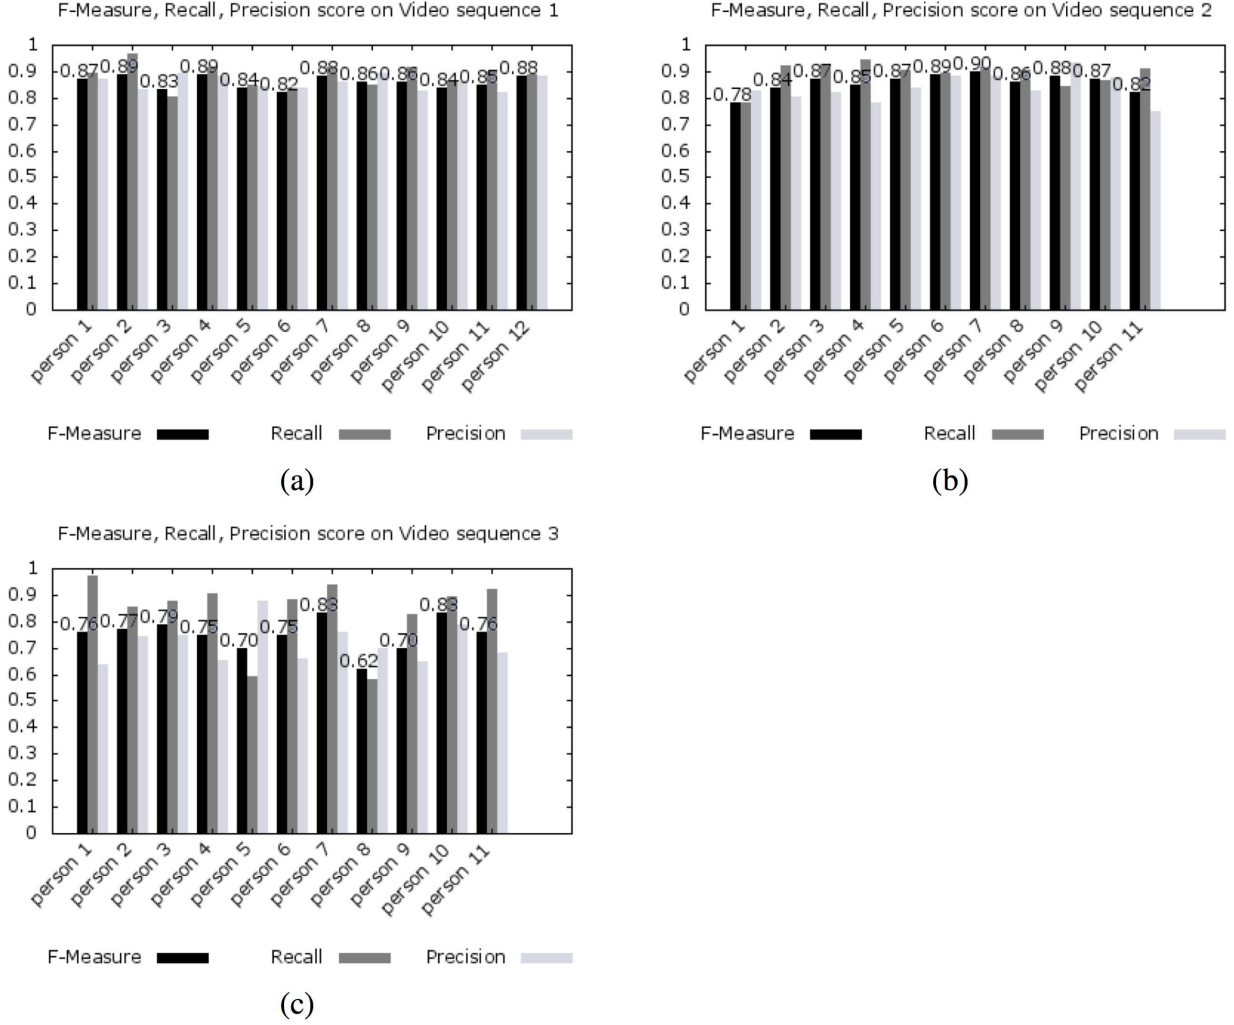 F-Measure, Recall, Precision score on Video sequence 1
1
0.9
0.8
0.7
0.6
0.5
0.4
0.3
0.2
0.1
0
0.87 0.89 0.83 0.89 0.84 0.82 0.88 0.86 0.86 0.84 0.85 0.88
person 1 person 2 person 3 person 4 person 5 person 6 person 7 person 8 person 9 person 10 person 11 person 12
F-Measure Recall Precision
(a)
F-Measure, Recall, Precision score on Video sequence 2
1
0.9
0.8
0.7
0.6
0.5
0.4
0.3
0.2
0.1
0
0.78 0.84 0.87 0.85 0.87 0.89 0.90 0.86 0.88 0.87 0.82
person 1 person 2 person 3 person 4 person 5 person 6 person 7 person 8 person 9 person 10 person 11
F-Measure Recall Precision
(b)
F-Measure, Recall, Precision score on Video sequence 3
1
0.9
0.8
0.7
0.6
0.5
0.4
0.3
0.2
0.1
0
0.76 0.77 0.79 0.75 0.70 0.75 0.83 0.62 0.70 0.83 0.76
person 1 person 2 person 3 person 4 person 5 person 6 person 7 person 8 person 9 person 10 person 11
F-Measure Recall Precision
(c)